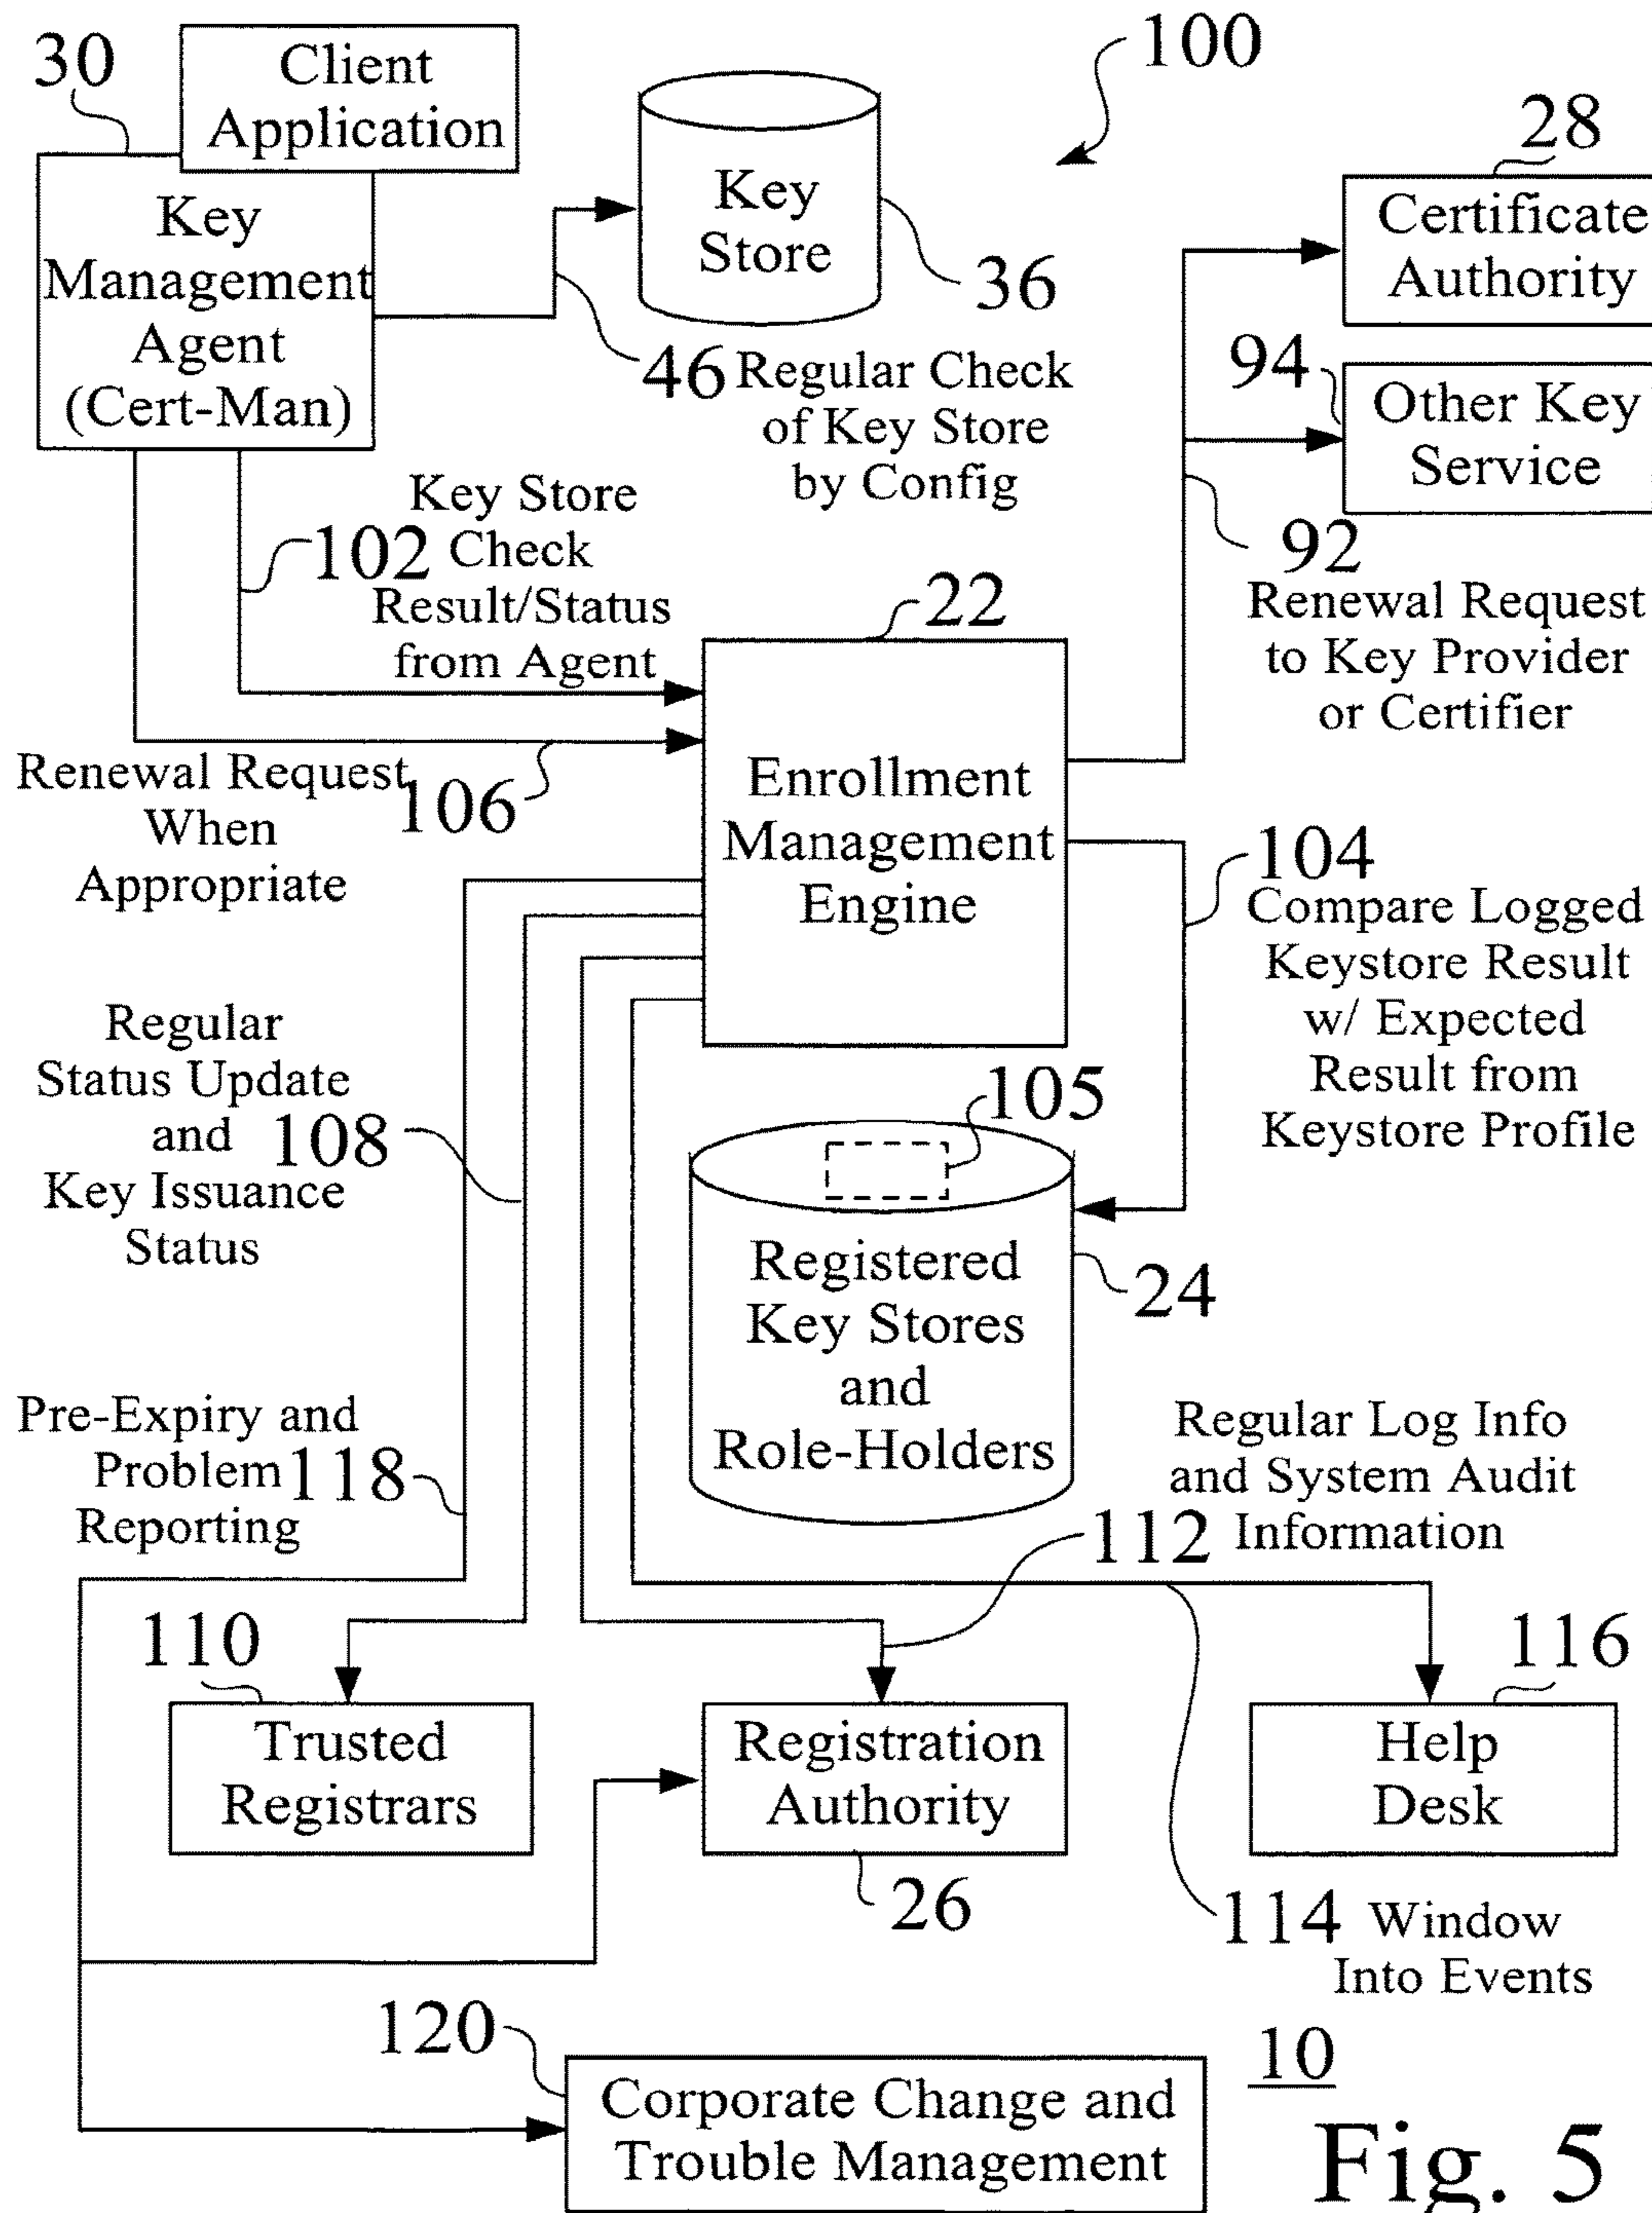 100
30
Client
Application
28
Key
Management
Agent
(Cert-Man)
Key
Store
36
Certificate
Authority
94
Other Key
Service
46 Regular Check
of Key Store
by Config
Key Store
102 Check
Result/Status
from Agent
92
Renewal Request
to Key Provider
or Certifier
22
Renewal Request
When
Appropriate
106
Enrollment
Management
Engine
104
Compare Logged
Keystore Result
w/ Expected
Result from
Keystore Profile
Regular
Status Update
and 108
Key Issuance
Status
105
Registered
Key Stores
and
Role-Holders
24
Pre-Expiry and
Problem 118
Reporting
Regular Log Info
and System Audit
112 Information
110
Trusted
Registrars
Registration
Authority
26
116
Help
Desk
114 Window
Into Events
120
Corporate Change and
Trouble Management
10
Fig. 5